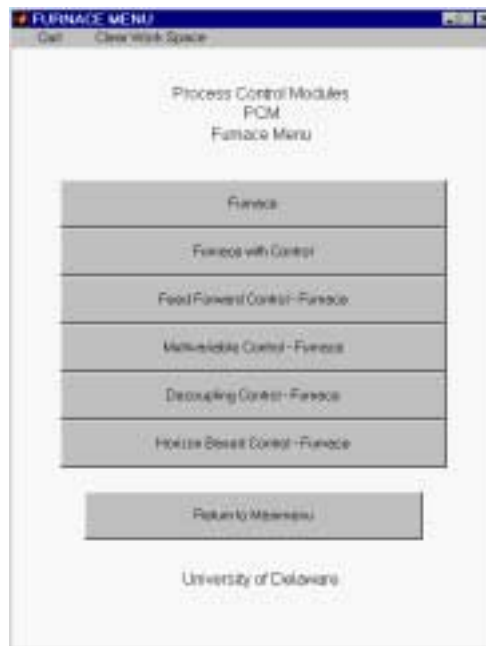 FURNACE MENU
Quit Clear Work Space
Process Control Modules
PCM
Furnace Menu
Furnace
Furnace with Control
Feed Forward Control - Furnace
Multivariable Control - Furnace
Decoupling Control - Furnace
Horizon Based Control - Furnace
Return to Mainmenu
University of Delaware